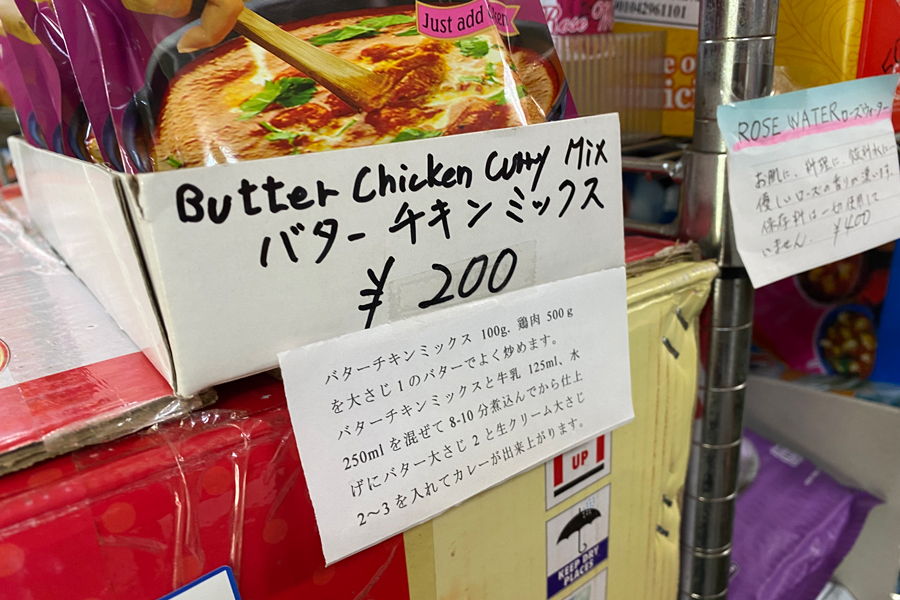 Just add
01042961101
Butter Chicken Curry Mix
バターチキンミックス
¥ 200
バターチキンミックス 100g. 鶏肉 500g
を大さじ1のバターでよく炒めます。
バターチキンミックスと牛乳 125ml、水
250ml を混ぜて 8-10 分煮込んでから仕上
げにバター大さじ 2 と生クリーム大さじ
2～3 を入れてカレーが出来上がります。
ROSE WATER ローズウォーター
お肌に、料理に、飲料水に
優しいローズの香りが漂います。
保存料は一切使用して
いません ¥400
UP
KEEP DRY
PLACES